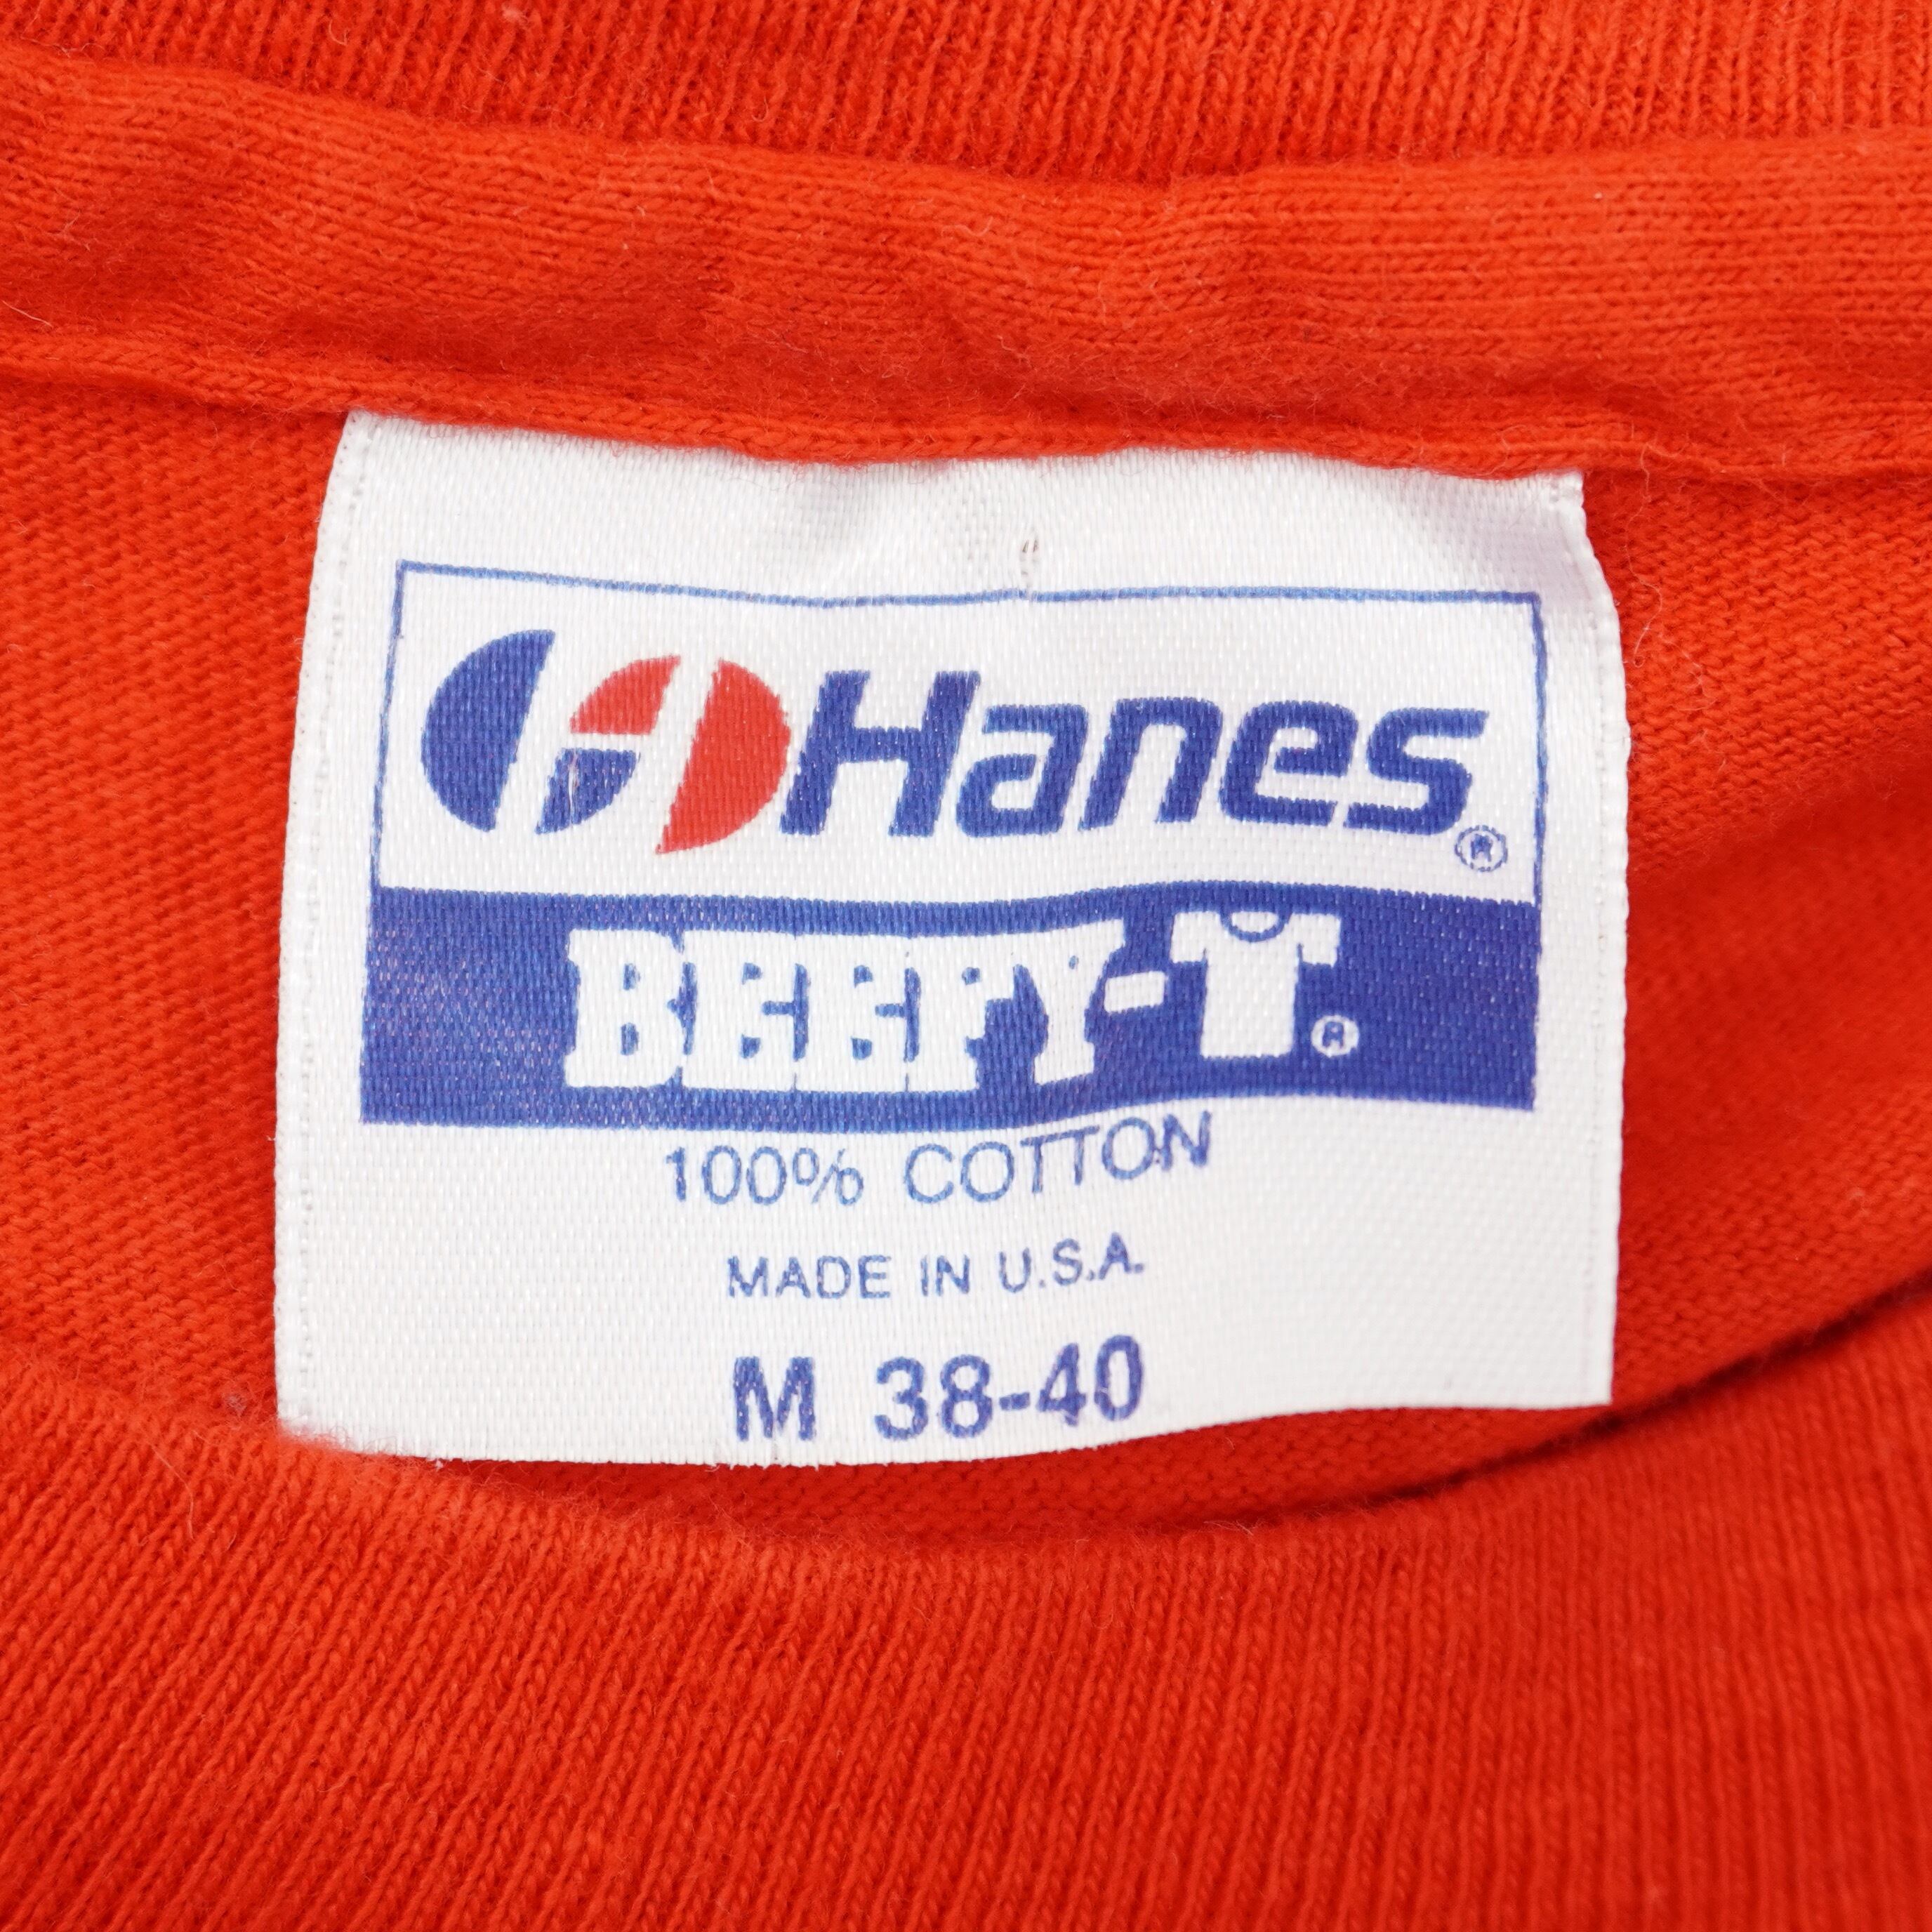 Hanes®
BEEFY-T®
100% COTTON
MADE IN U.S.A.
M 38-40